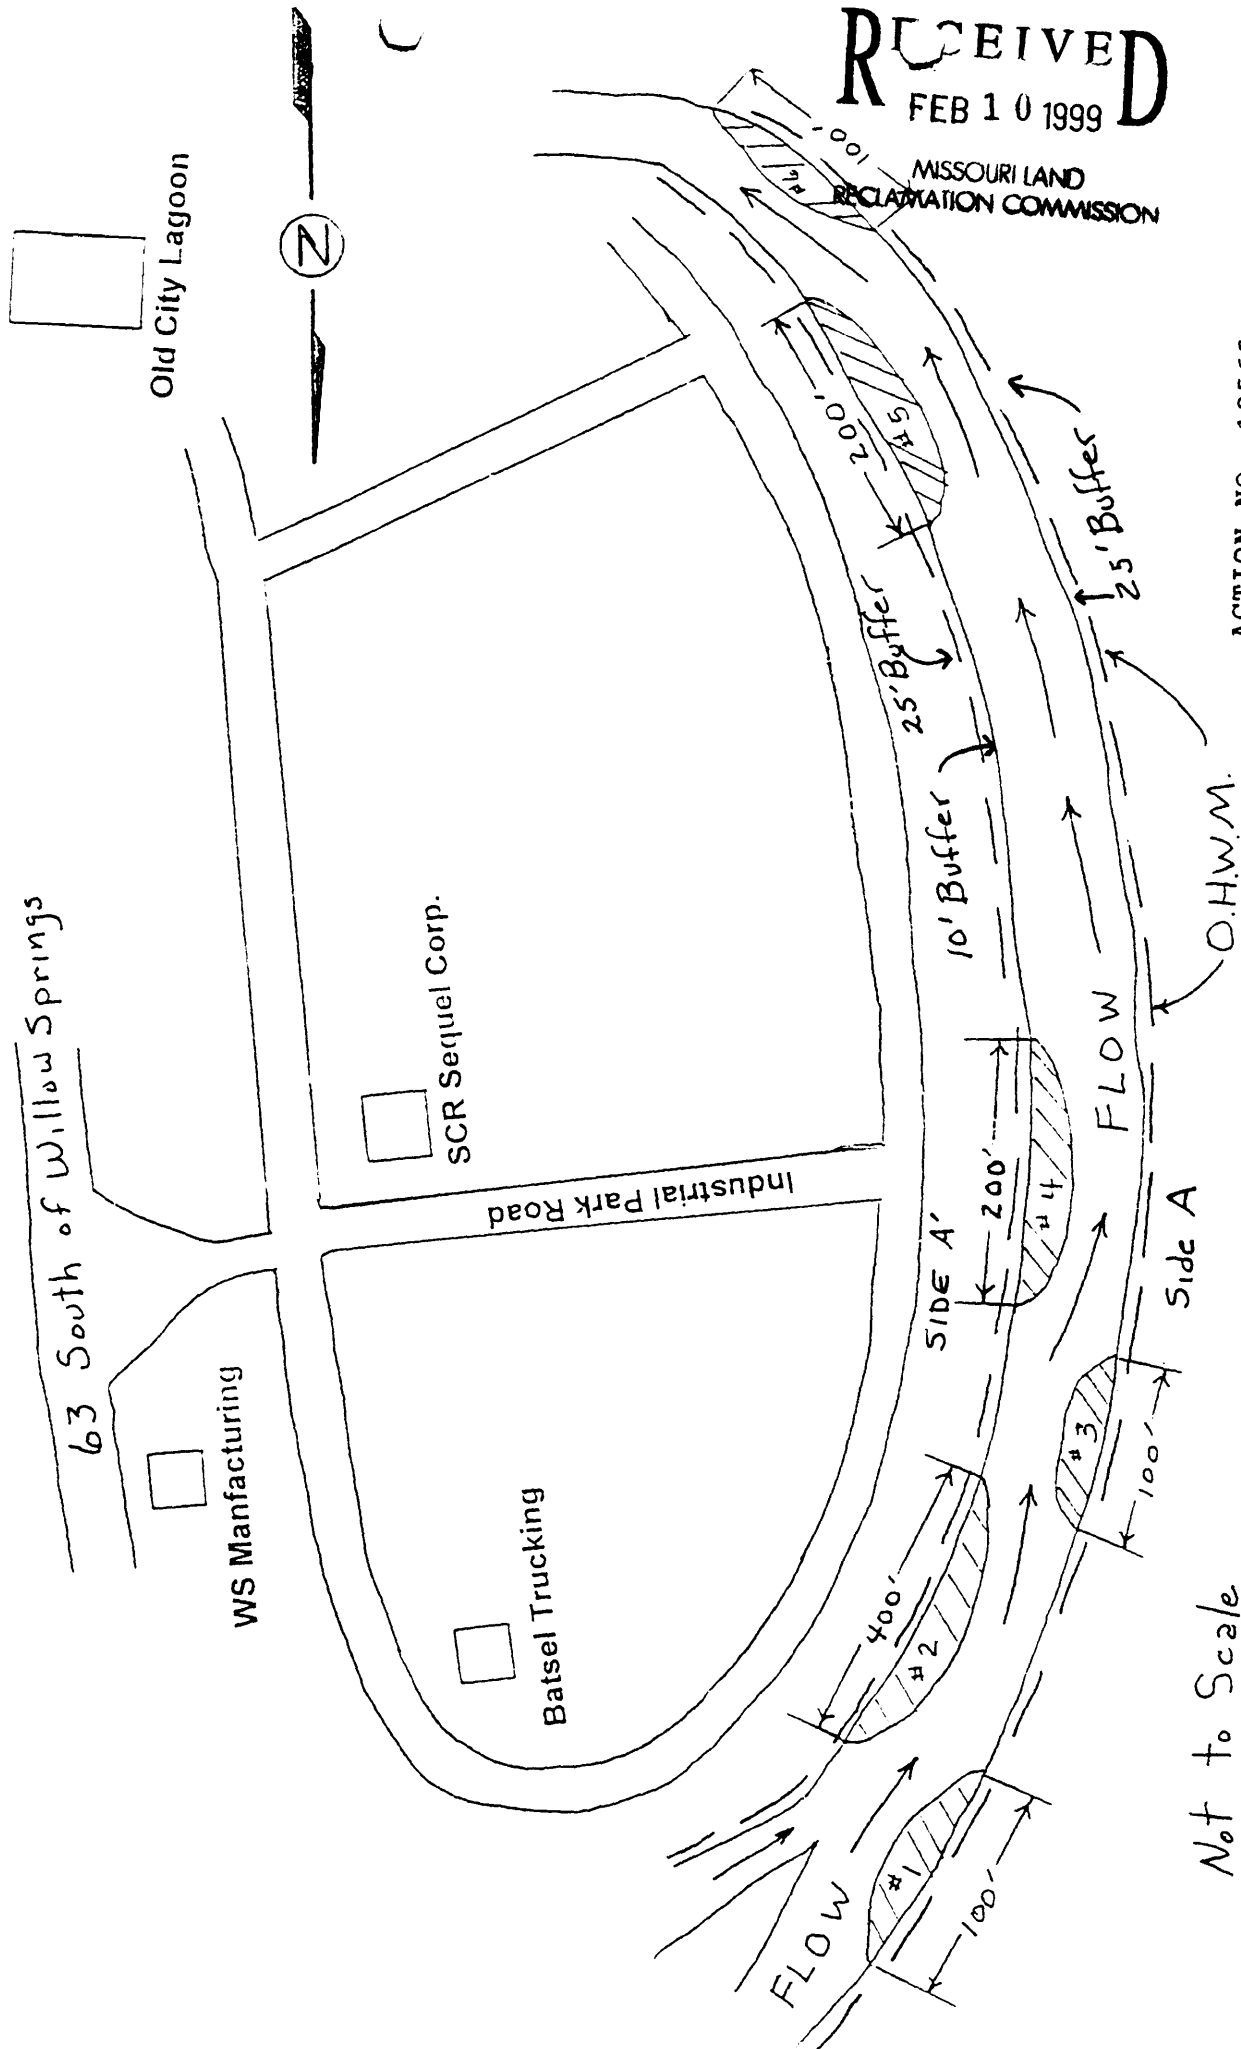 RECEIVED
FEB 10 1999
MISSOURI LAND
RECLAMATION COMMISSION
Old City Lagoon
N
63 South of Willow Springs
WS Manfacturing
SCR Sequel Corp.
Industrial Park Road
Batsel Trucking
SIDE A'
Side A
10' Buffer
25' Buffer
25' Buffer
O.H.W.M.
FLOW
FLOW
#1
100'
#2
400'
#3
100'
#4
200'
#5
200'
#6
100'
Not to Scale
ACTION NO.